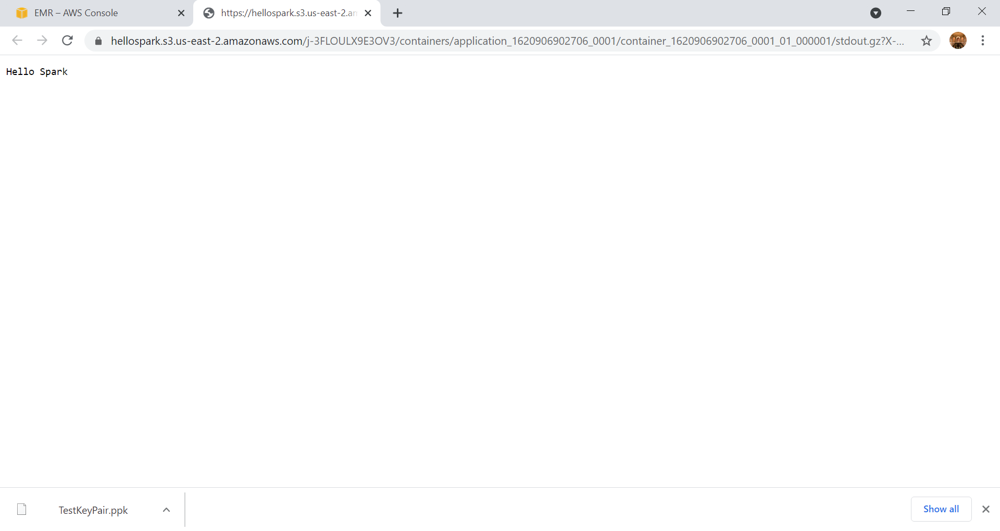 EMR – AWS Console
https://hellospark.s3.us-east-2.am
hellospark.s3.us-east-2.amazonaws.com/j-3FLOULX9E3OV3/containers/application_1620906902706_0001/container_1620906902706_0001_01_000001/stdout.gz?X-...
Hello Spark
TestKeyPair.ppk
Show all